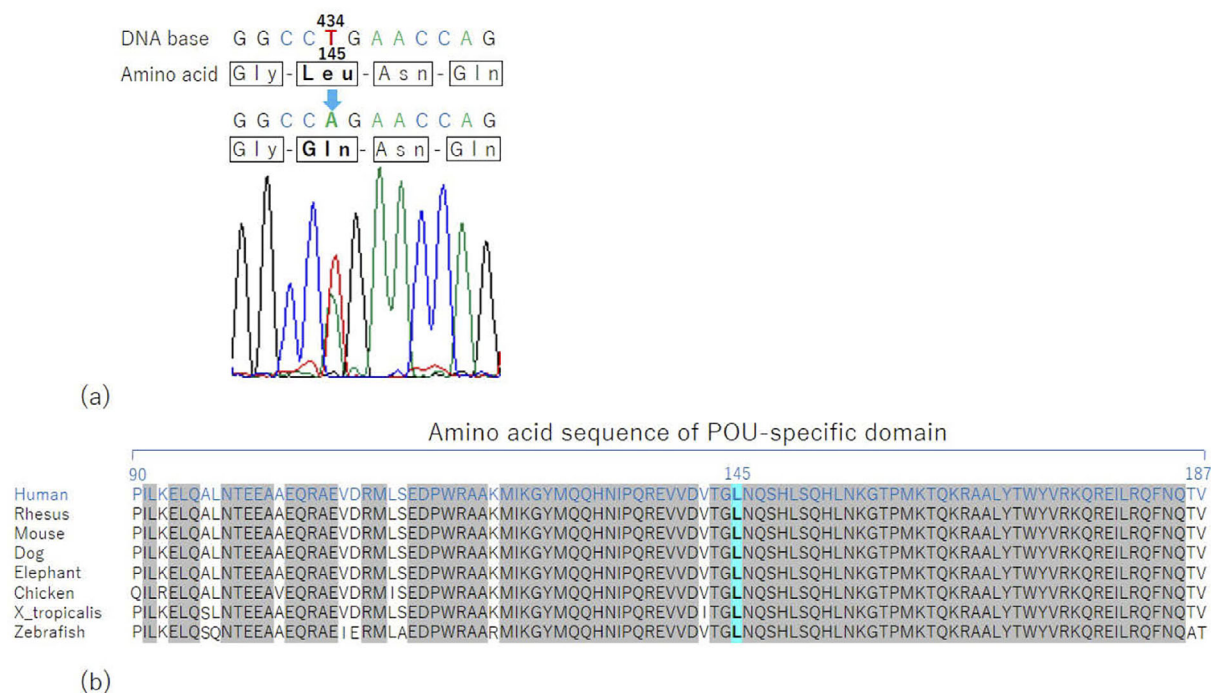 434
DNA base G G C C T G A A C C A G
145
Amino acid Gly-Leu-Asn-Gln
G G C C A G A A C C A G
Gly-Gln-Asn-Gln
(a)
Amino acid sequence of POU-specific domain
90 145 187
Human PILKELQALNTEEAAEQRAEVDRMLSEDPWRAAKMIKGYMQQHNIPQREVVDVTGLNQSHLSQHLNKGTPMKTQKRAALYTWYVRKQREILRQFNQTV
Rhesus PILKELQALNTEEAAEQRAEVDRMLSEDPWRAAKMIKGYMQQHNIPQREVVDVTGLNQSHLSQHLNKGTPMKTQKRAALYTWYVRKQREILRQFNQTV
Mouse PILKELQALNTEEAAEQRAEVDRMLSEDPWRAAKMIKGYMQQHNIPQREVVDVTGLNQSHLSQHLNKGTPMKTQKRAALYTWYVRKQREILRQFNQTV
Dog PILKELQALNTEEAAEQRAEVDRMLSEDPWRAAKMIKGYMQQHNIPQREVVDVTGLNQSHLSQHLNKGTPMKTQKRAALYTWYVRKQREILRQFNQTV
Elephant PILKELQALNTEEAAEQRAEVDRMLSEDPWRAAKMIKGYMQQHNIPQREVVDVTGLNQSHLSQHLNKGTPMKTQKRAALYTWYVRKQREILRQFNQTV
Chicken QILRELQALNTEEAVEQRAEVDRMISEDPWRAAKMIKGYMQQHNIPQREVVDVTGLNQSHLSQHLNKGTPMKTQKRAALYTWYVRKQREILRQFNQTV
X_tropicalis PILKELQSLNTEEAAEQRAEVDRMLSEDPWRAAKMIKGYMQQHNIPQREVVDITGLNQSHLSQHLNKGTPMKTQKRAALYTWYVRKQREILRQFNQTV
Zebrafish PILKELQSQNTEEAAEQRAEIERMLAEDPWRAARMIKGYMQQHNIPQREVVDVTGLNQSHLSQHLNKGTPMKTQKRAALYTWYVRKQREILRQFNQAT
(b)